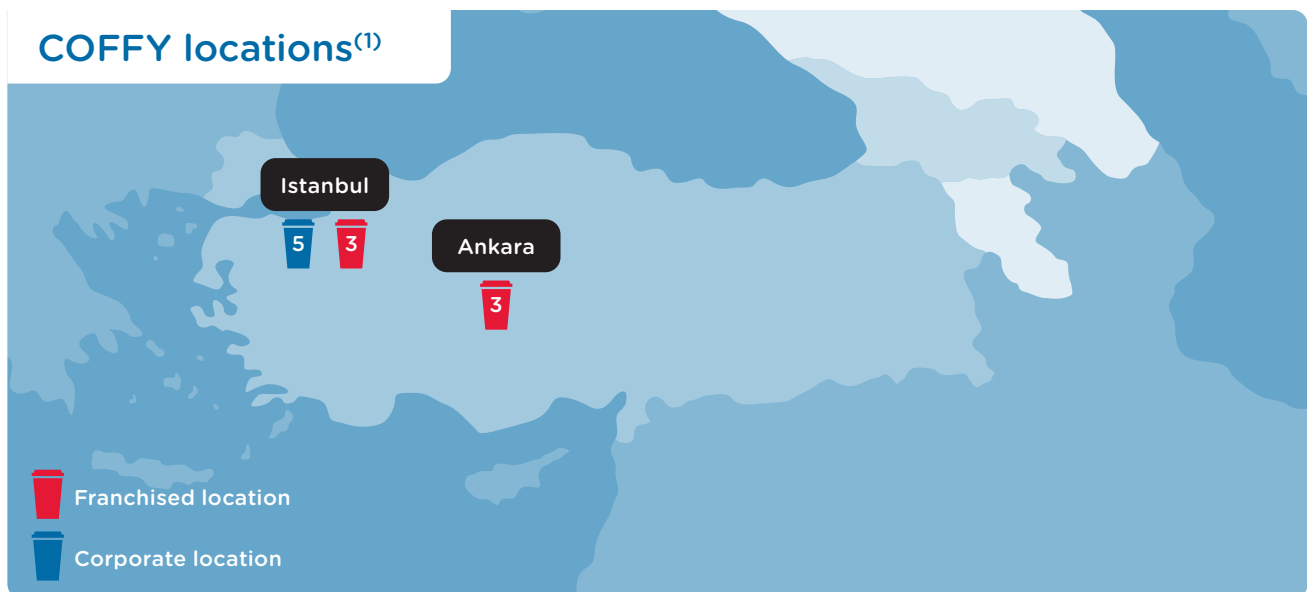 COFFY locations(1)
Istanbul
5 3
Ankara
3
Franchised location
Corporate location